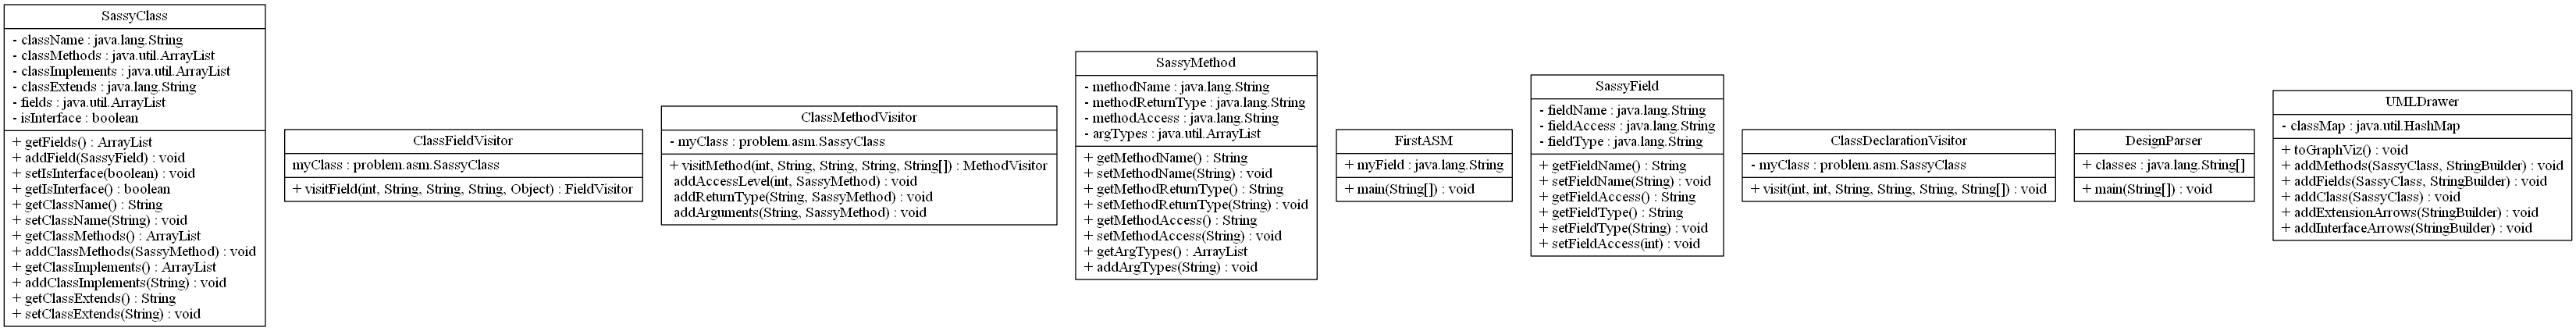 SassyClass
- className : java.lang.String
- classMethods : java.util.ArrayList
- classImplements : java.util.ArrayList
- classExtends : java.lang.String
- fields : java.util.ArrayList
- isInterface : boolean
+ getFields() : ArrayList
+ addField(SassyField) : void
+ setIsInterface(boolean) : void
+ getIsInterface() : boolean
+ getClassName() : String
+ setClassName(String) : void
+ getClassMethods() : ArrayList
+ addClassMethods(SassyMethod) : void
+ getClassImplements() : ArrayList
+ addClassImplements(String) : void
+ getClassExtends() : String
+ setClassExtends(String) : void
ClassFieldVisitor
myClass : problem.asm.SassyClass
+ visitField(int, String, String, String, Object) : FieldVisitor
ClassMethodVisitor
- myClass : problem.asm.SassyClass
+ visitMethod(int, String, String, String, String[]) : MethodVisitor
addAccessLevel(int, SassyMethod) : void
addReturnType(String, SassyMethod) : void
addArguments(String, SassyMethod) : void
SassyMethod
- methodName : java.lang.String
- methodReturnType : java.lang.String
- methodAccess : java.lang.String
- argTypes : java.util.ArrayList
+ getMethodName() : String
+ setMethodName(String) : void
+ getMethodReturnType() : String
+ setMethodReturnType(String) : void
+ getMethodAccess() : String
+ setMethodAccess(String) : void
+ getArgTypes() : ArrayList
+ addArgTypes(String) : void
FirstASM
+ myField : java.lang.String
+ main(String[]) : void
SassyField
- fieldName : java.lang.String
- fieldAccess : java.lang.String
- fieldType : java.lang.String
+ getFieldName() : String
+ setFieldName(String) : void
+ getFieldAccess() : String
+ getFieldType() : String
+ setFieldType(String) : void
+ setFieldAccess(int) : void
ClassDeclarationVisitor
- myClass : problem.asm.SassyClass
+ visit(int, int, String, String, String, String[]) : void
DesignParser
+ classes : java.lang.String[]
+ main(String[]) : void
UMLDrawer
- classMap : java.util.HashMap
+ toGraphViz() : void
+ addMethods(SassyClass, StringBuilder) : void
+ addFields(SassyClass, StringBuilder) : void
+ addClass(SassyClass) : void
+ addExtensionArrows(StringBuilder) : void
+ addInterfaceArrows(StringBuilder) : void